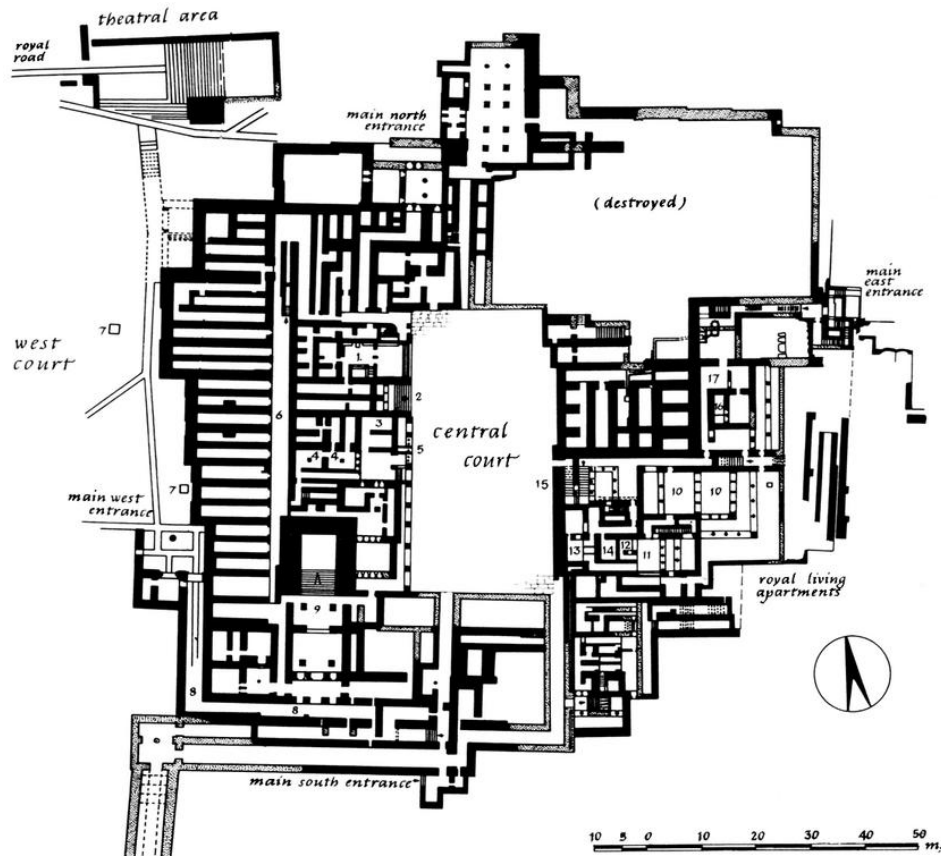 theatral area
royal
road
main north
entrance
(destroyed)
main
east
entrance
7
west
court
1.
2
17
16
3
6
central
court
5
4 4
15
10 10
7
main west
entrance
13
14
12
11
royal living
apartments
9
8
8
main south entrance
10 5 0 10 20 30 40 50 m.